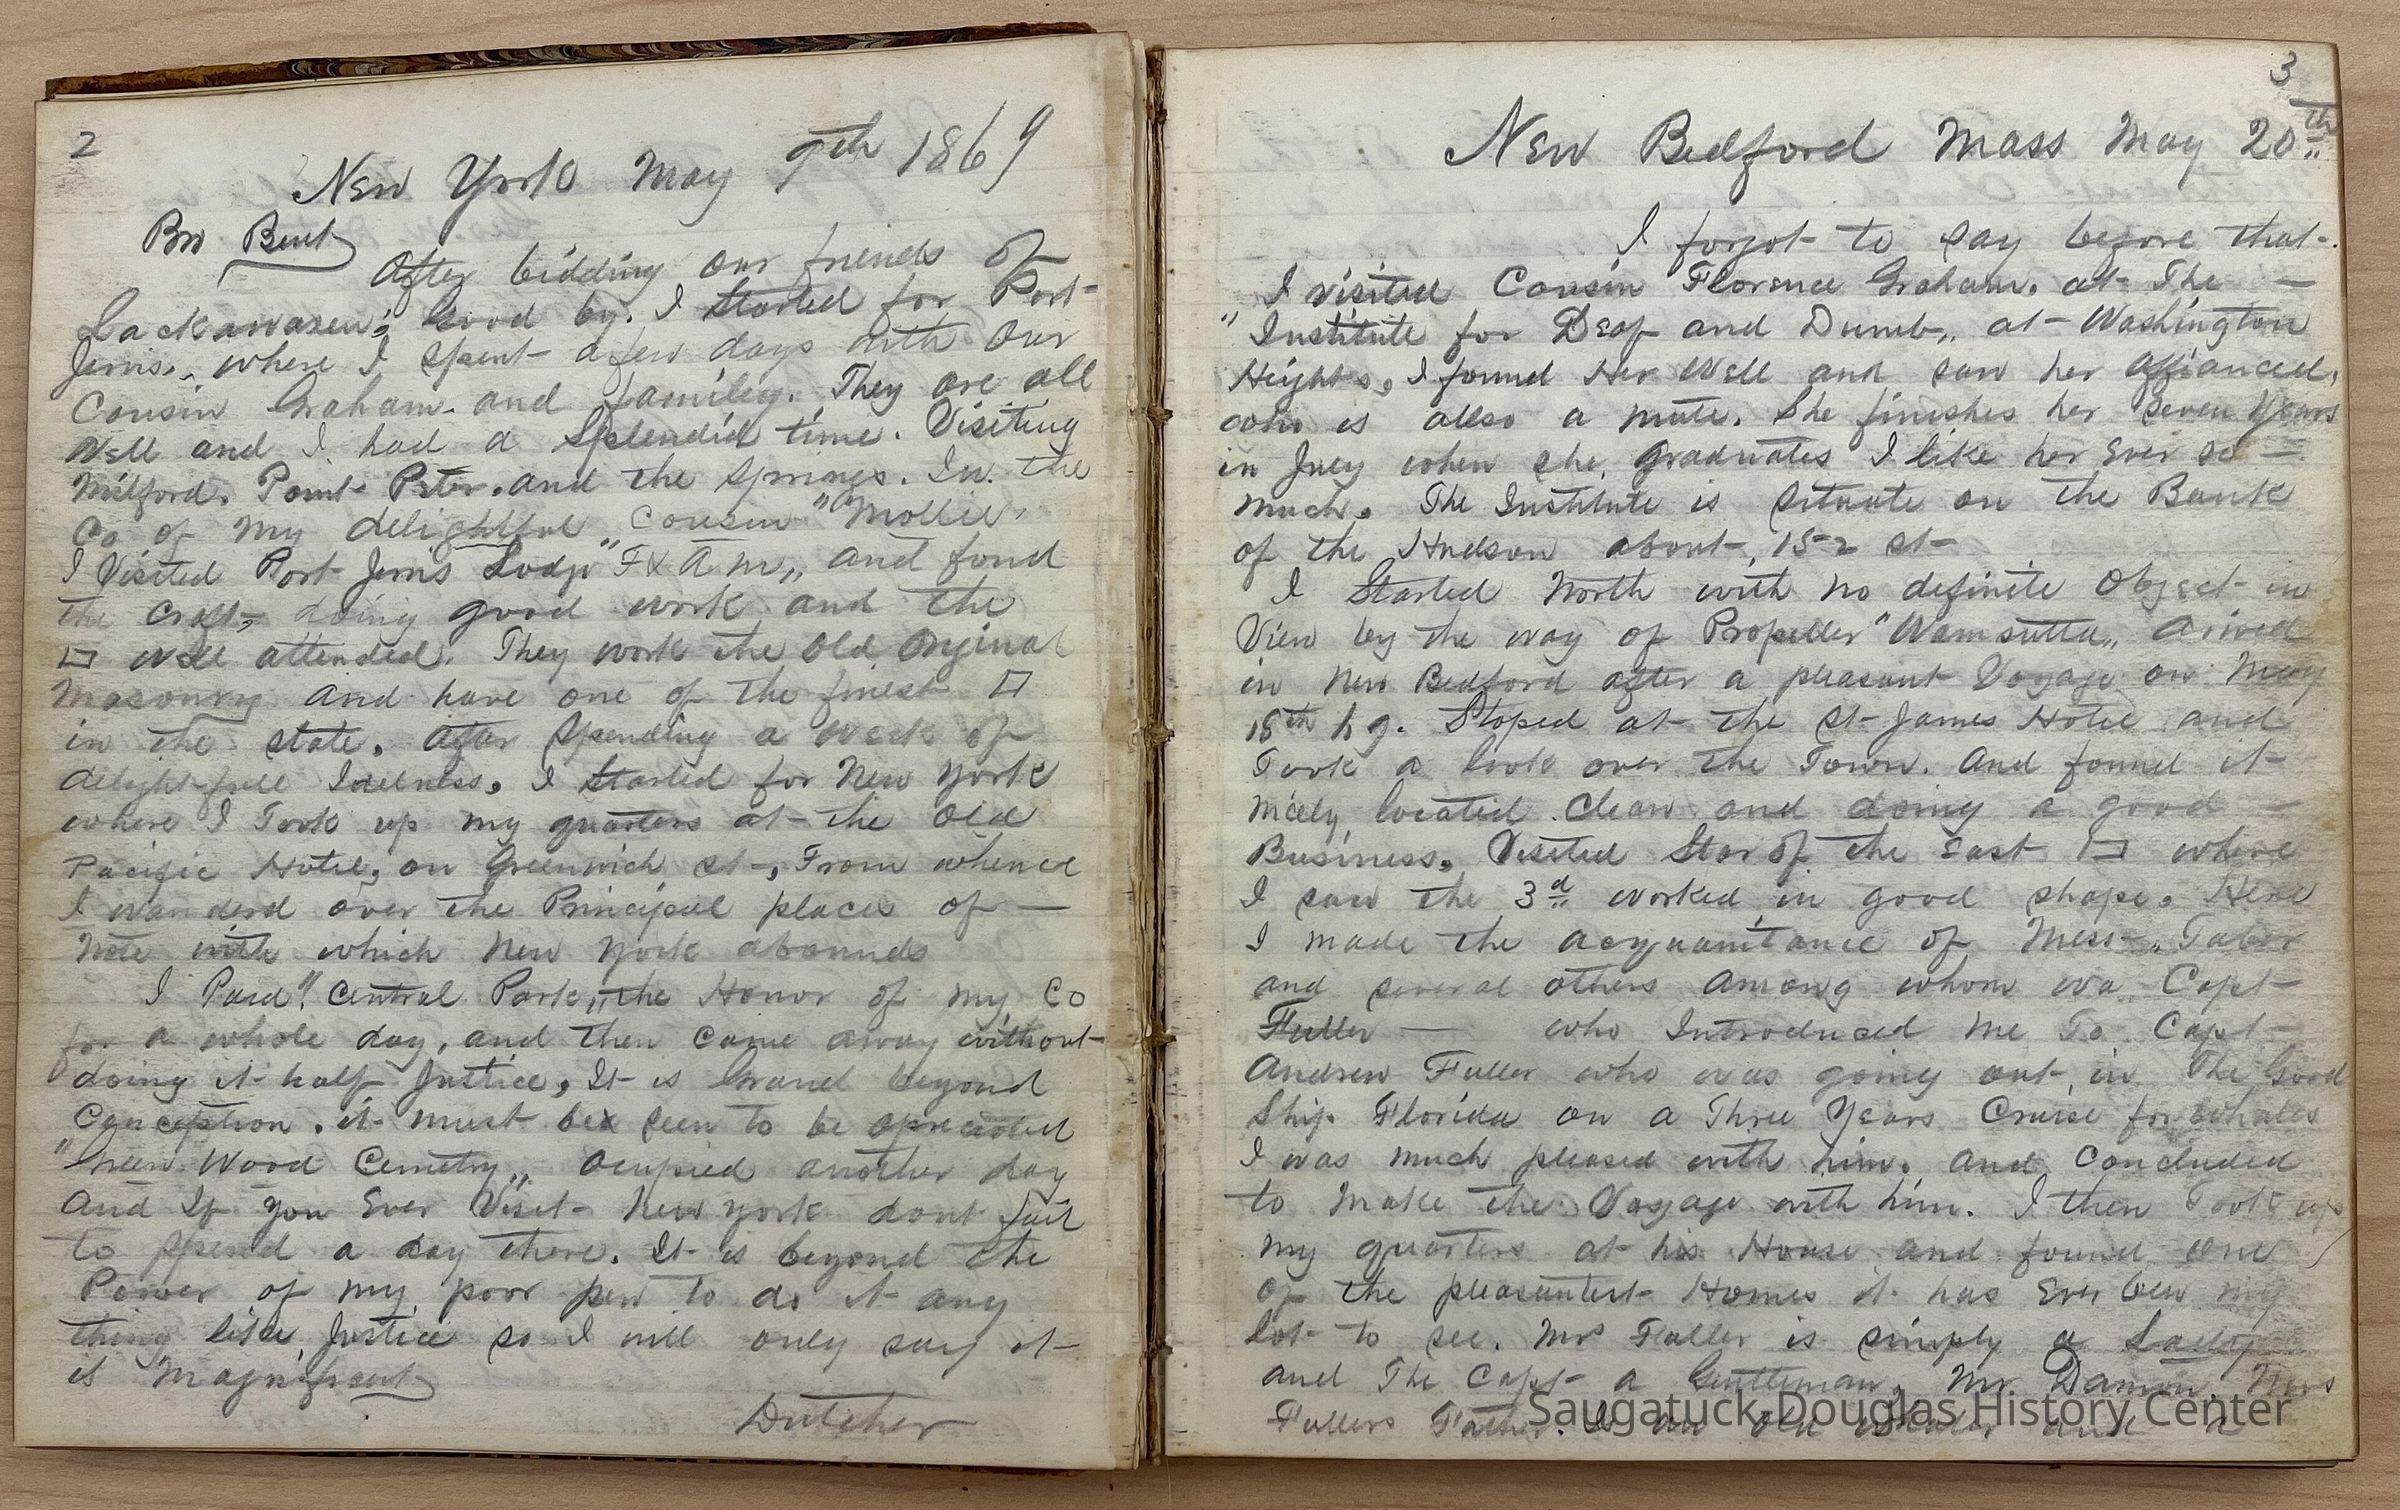 2
New York May 9th 1869
Bro Bent
After bidding our friends of
Lackawaxen, Good by. I Started for Port
Jervis, where I spent a few days with Our
Cousin Graham. and familey. They are all
Well and I had a Splendid time. Visiting
Milford. Point Peter. and the Springs. In the
Co of my delightful Cousin "Mollie"
I Visited Port Jervis Lodge "F & A M,, and fond
the Craft, doing good work and the
▭ well attended. They work the Old Orginal
Masonry and have one of the finest ▭
in the state. after Spending a Week of
delightfull Idelness. I Started for New York
where I Took up my quarters at the Old
Pacific Hotel, on Greenwich st, From whence
I wanderd over the Principal places of —
Note with which New York abounds
I Paid "Central Park,, the Honor of my Co
for a whole day, and then came away without
doing it half Justice, It is Grand beyond
Conception. it must be seen to be apreciated
"Green Wood Cemetry,, Ocupied another day
And If you Ever Visit New York dont fail
to spend a day there. It is beyond the
Power of my poor pen to do it any
thing like Justice so I will only say it
is Magnificent
Dutcher
3
New Bedford Mass May 20th
I forgot to say before that
I visited Cousin Florence Graham. at The —
"Institute for Deaf and Dumb,, at Washington
Heights, I found Her Well and saw her affianced,
who is allso a mute. She finishes her seven Years
in July when she graduates I like her Ever so —
much. The Institute is situate on the Bank
of the Hudson about 152 st
I Started North with no definite Object in
View by the way of Propeller "Wamsutta,, arived
in New Bedford after a pleasant Voyage on May
18th Stoped at the St James Hotel and
Took a look over the Town. And found it
nicely located clean and doing a good —
Business. Visited Star of the East ▭ where
I saw the 3d worked in good shape. Here
I made the acquaintance of Taber
and several others Among whom wa Capt
Fuller — who Introduced me To Capt
Andrew Fuller who was going out in The Good
Ship Florida on a Three Years Cruise for whales
I was much pleased with him. and Concluded
to make the Voyage with him. I then Took up
my quarters at his House and found one
of the pleasantest Homes it has Ever been my
lot to see. Mrs Fuller is simply a Lady
and The Capt a Gentleman. Mr Damon Mrs
Fullers Father. Is an Old whaler and a
Saugatuck-Douglas History Center